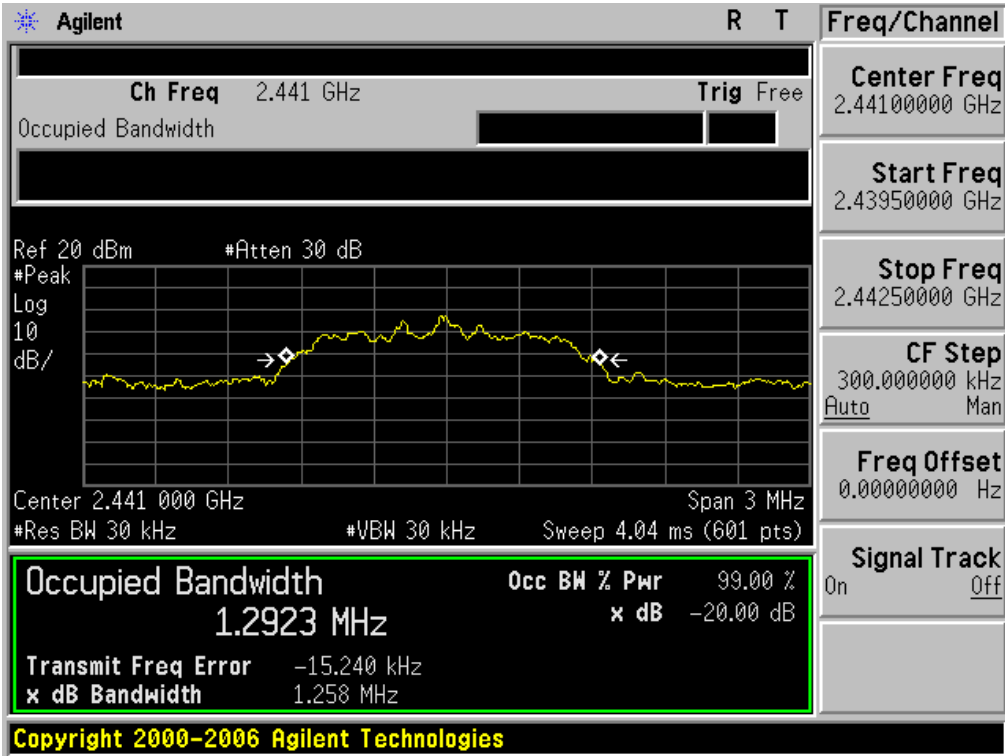 Agilent R T Freq/Channel
Ch Freq 2.441 GHz Trig Free
Occupied Bandwidth
Center Freq
2.44100000 GHz
Start Freq
2.43950000 GHz
Stop Freq
2.44250000 GHz
CF Step
300.000000 kHz
Auto Man
Freq Offset
0.00000000 Hz
Signal Track
On Off
Ref 20 dBm #Atten 30 dB
#Peak
Log
10
dB/
Center 2.441 000 GHz Span 3 MHz
#Res BW 30 kHz #VBW 30 kHz Sweep 4.04 ms (601 pts)
Occupied Bandwidth Occ BW % Pwr 99.00 %
1.2923 MHz x dB -20.00 dB
Transmit Freq Error -15.240 kHz
x dB Bandwidth 1.258 MHz
Copyright 2000-2006 Agilent Technologies